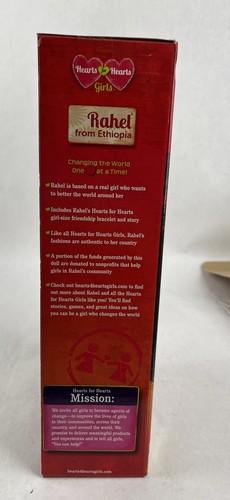 Hearts for Hearts
Girls
Rahel
from Ethiopia
Changing the World
One at a Time!
Rahel is based on a real girl who wants
to better the world around her
Includes Rahel's Hearts for Hearts
girl-size friendship bracelet and story
Like all Hearts for Hearts Girls, Rahel's
fashions are authentic to her country
A portion of the funds generated by this
doll are donated to nonprofits that help
girls in Rahel's community
Check out hearts4heartsgirls.com to find
out more about Rahel and all the Hearts
for Hearts Girls like you! You'll find
stories, games, and great ideas on how
you can be a girl who changes the world
Hearts for Hearts
Mission:
We invite all girls to become agents of
change—to improve the lives of girls
in their communities, across their
country, and around the world. We
promise to deliver meaningful products
and experiences and to tell all girls,
"You can help!"
hearts4heartsgirls.com